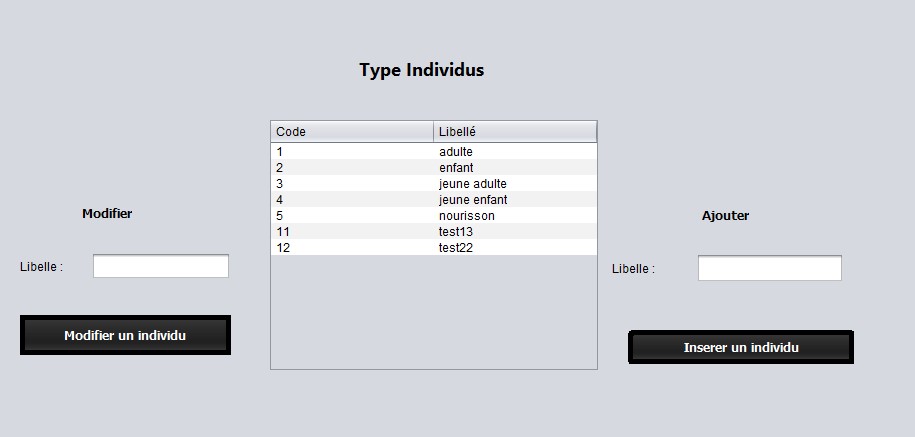 Type Individus
Code Libellé
1 adulte
2 enfant
3 jeune adulte
4 jeune enfant
5 nourisson
11 test13
12 test22
Modifier
Libelle :
Modifier un individu
Ajouter
Libelle :
Inserer un individu